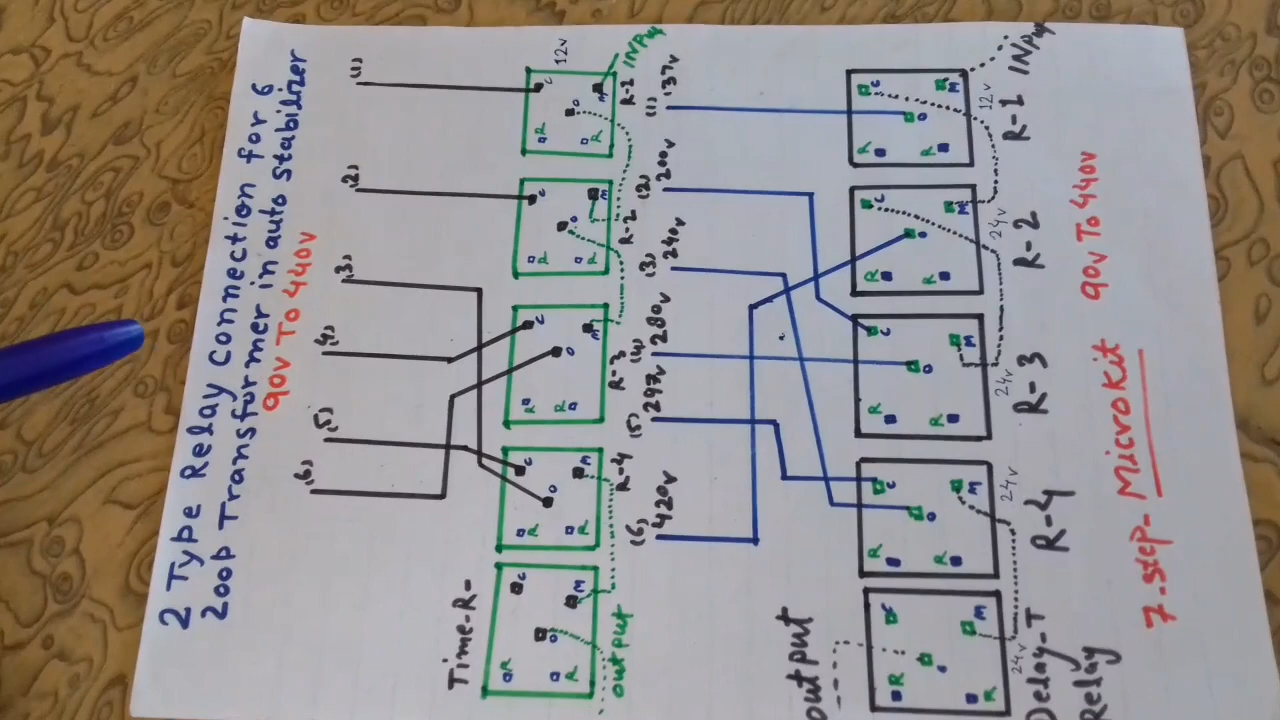 2 Type Relay Connection for 6
Loop Transformer in auto stabilizer
90v To 440v
(1)
(2)
(3)
(4)
(5)
(6)
12v
INPut
C
O
M
R
R
R-1
C
O
M
R
R
R-2
C
O
M
R
R
R-3
C
O
M
R
R
R-4
Time-R-
C
O
M
R
R
output
(1) 137v
(2) 200v
(3) 240v
(4) 280v
(5) 297v
(6) 420v
INPut
12v
C
O
M
R
R
R-1
24v
C
O
M
R
R
R-2
24v
C
O
M
R
R
R-3
24v
C
O
M
R
R
R-4
24v
C
O
M
R
R
output
Delay-T
Relay
7-step- Microkit 90v To 440v